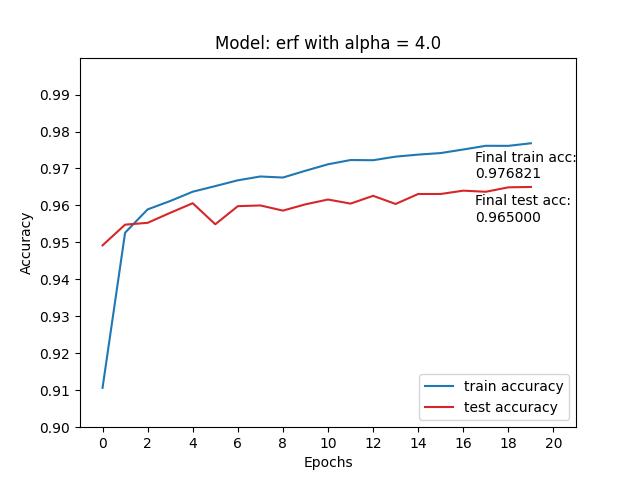 Model: erf with alpha = 4.0
Accuracy
0.99
0.98
0.97
0.96
0.95
0.94
0.93
0.92
0.91
0.90
Final train acc:
0.976821
Final test acc:
0.965000
train accuracy
test accuracy
0 2 4 6 8 10 12 14 16 18 20
Epochs